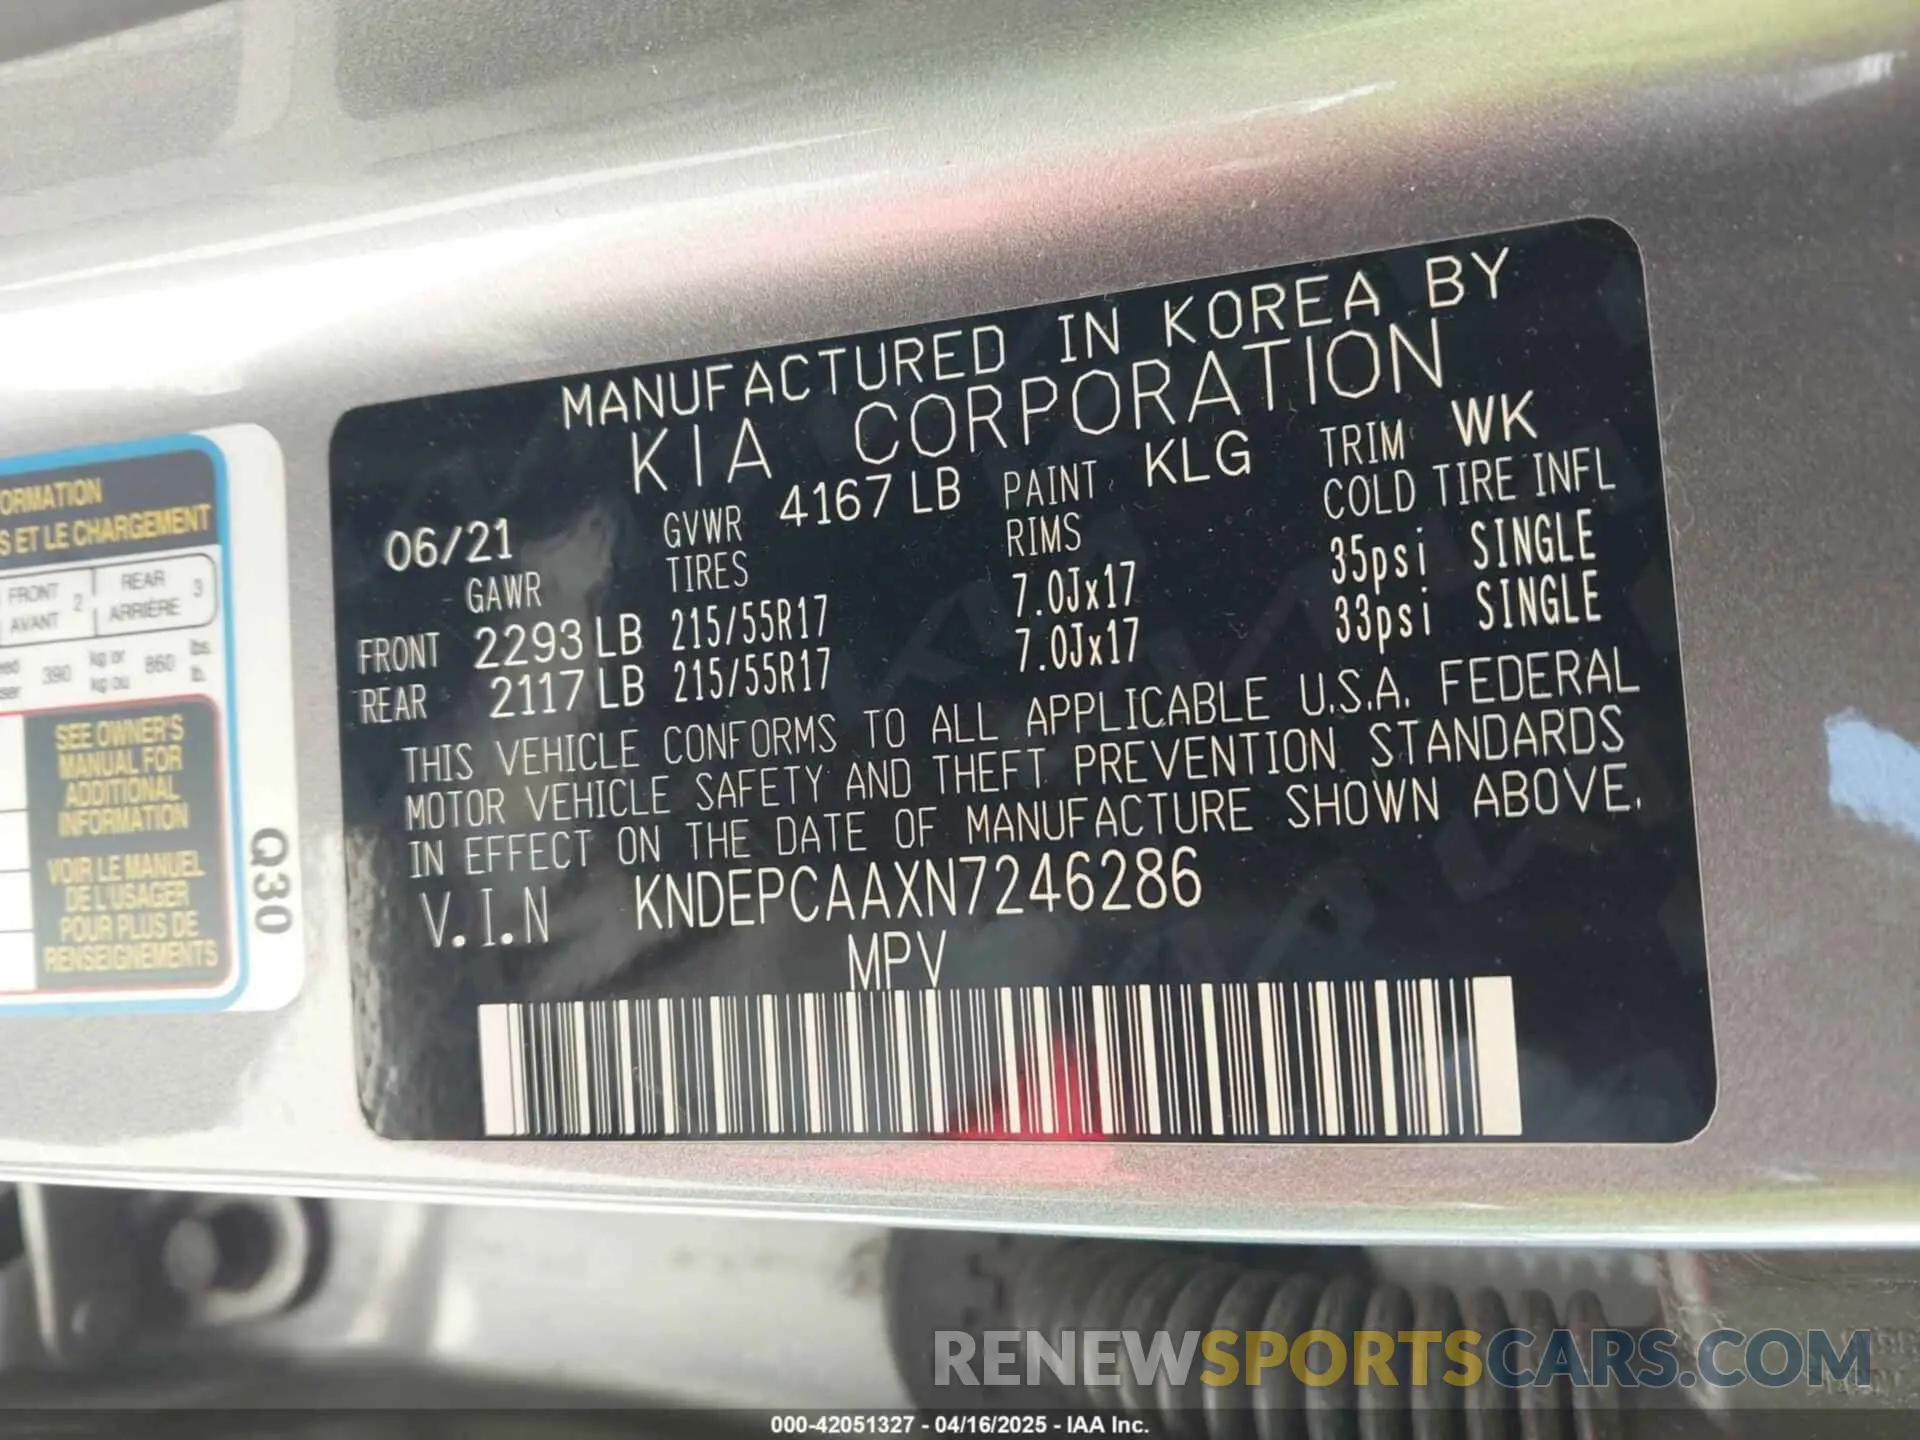 MANUFACTURED IN KOREA BY
KIA CORPORATION
06/21 GVWR 4167 LB PAINT KLG TRIM WK
GAWR TIRES RIMS COLD TIRE INFL
FRONT 2293 LB 215/55R17 7.0Jx17 35psi SINGLE
REAR 2117 LB 215/55R17 7.0Jx17 33psi SINGLE
THIS VEHICLE CONFORMS TO ALL APPLICABLE U.S.A. FEDERAL
MOTOR VEHICLE SAFETY AND THEFT PREVENTION STANDARDS
IN EFFECT ON THE DATE OF MANUFACTURE SHOWN ABOVE.
V.I.N KNDEPCAAXN7246286
MPV
ORMATION
S ET LE CHARGEMENT
FRONT 2 REAR 3
AVANT ARRIÈRE
390 kg or 860 lbs.
kg ou lb.
SEE OWNER'S
MANUAL FOR
ADDITIONAL
INFORMATION
VOIR LE MANUEL
DE L'USAGER
POUR PLUS DE
RENSEIGNEMENTS
Q30
RENEWSPORTSCARS.COM
000-42051327 - 04/16/2025 - IAA Inc.